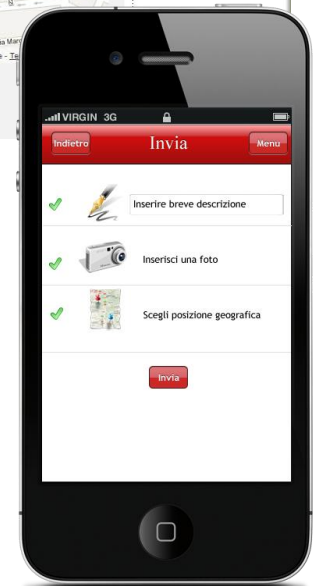 VIRGIN 3G
Indietro
Invia
Menu
Inserire breve descrizione
Inserisci una foto
Scegli posizione geografica
Invia